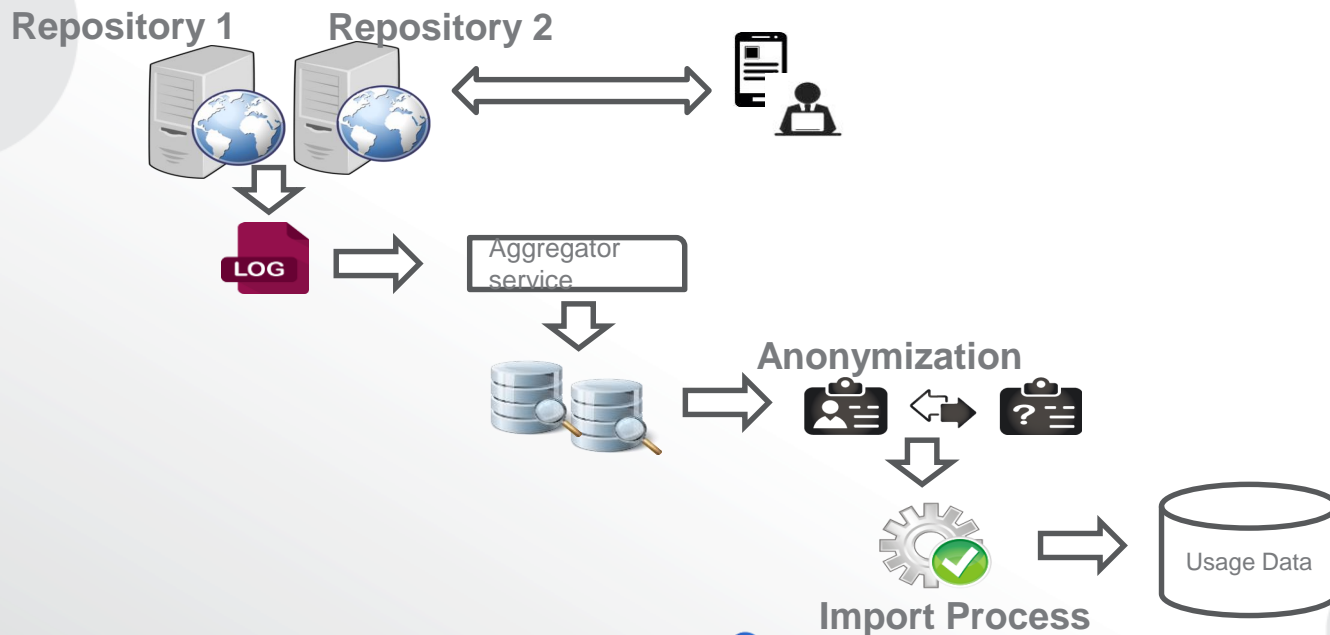 Repository 1
Repository 2
LOG
Aggregator
service
Anonymization
?
Usage Data
Import Process